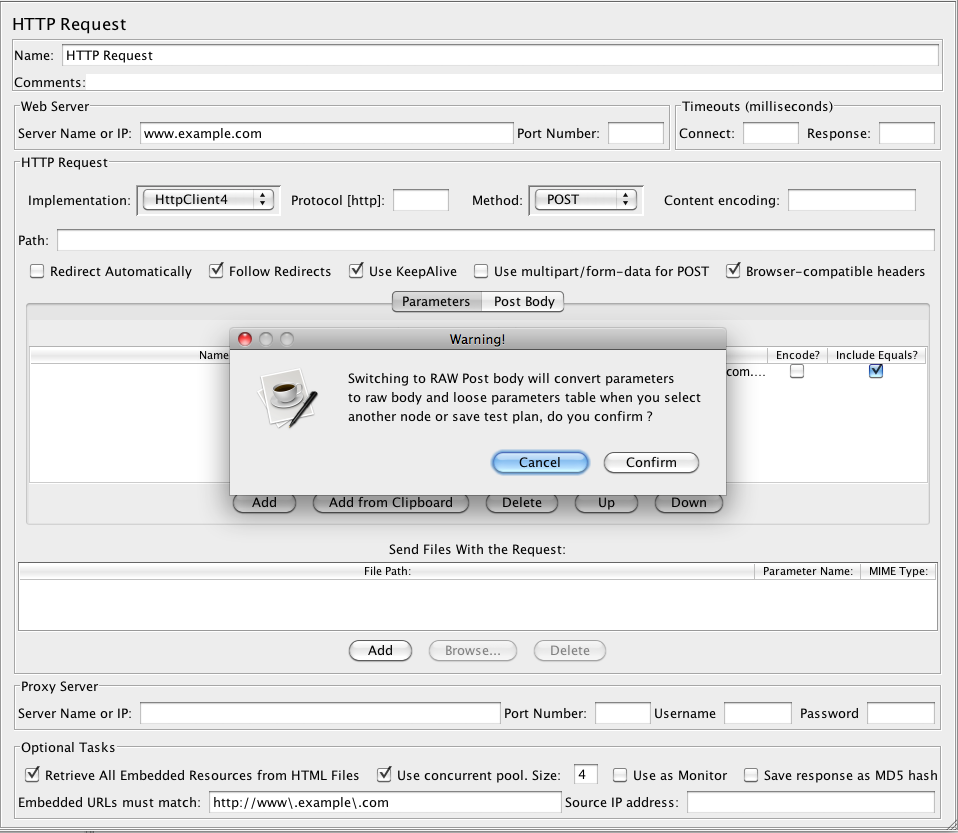 HTTP Request
Name: HTTP Request
Comments:
Web Server
Timeouts (milliseconds)
Server Name or IP: www.example.com Port Number:
Connect: Response:
HTTP Request
Implementation: HttpClient4 Protocol [http]: Method: POST Content encoding:
Path:
Redirect Automatically Follow Redirects Use KeepAlive Use multipart/form-data for POST Browser-compatible headers
Parameters Post Body
Warning!
Name Encode? Include Equals?
com....
Switching to RAW Post body will convert parameters
to raw body and loose parameters table when you select
another node or save test plan, do you confirm ?
Cancel Confirm
Add Add from Clipboard Delete Up Down
Send Files With the Request:
File Path: Parameter Name: MIME Type:
Add Browse... Delete
Proxy Server
Server Name or IP: Port Number: Username Password
Optional Tasks
Retrieve All Embedded Resources from HTML Files Use concurrent pool. Size: 4 Use as Monitor Save response as MD5 hash
Embedded URLs must match: http://www\.example\.com Source IP address: